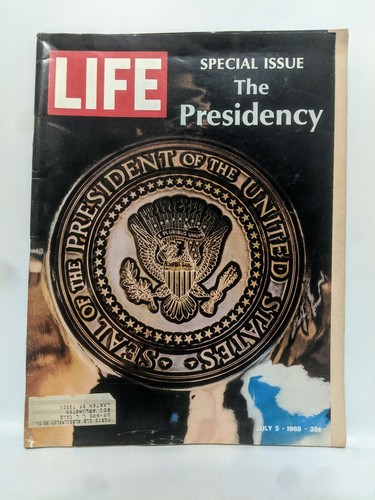 LIFE
SPECIAL ISSUE
The
Presidency
SEAL OF THE PRESIDENT OF THE UNITED STATES
E PLURIBUS UNUM
JULY 5 · 1968 · 35¢